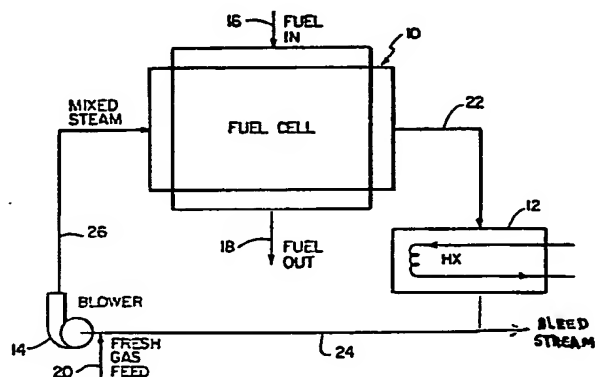 16
FUEL
IN
10
MIXED
STEAM
FUEL CELL
22
12
26
18
FUEL
OUT
HX
BLOWER
14
FRESH
GAS
FEED
20
24
BLEED
STREAM